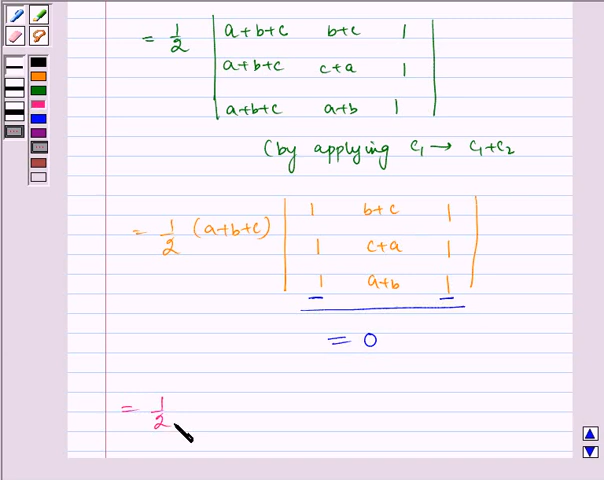 = 1/2 | a+b+c b+c 1 |
| a+b+c c+a 1 |
| a+b+c a+b 1 |
(by applying C₁ → C₁+C₂
= 1/2 (a+b+c) | 1 b+c 1 |
| 1 c+a 1 |
| 1 a+b 1 |
= 0
= 1/2